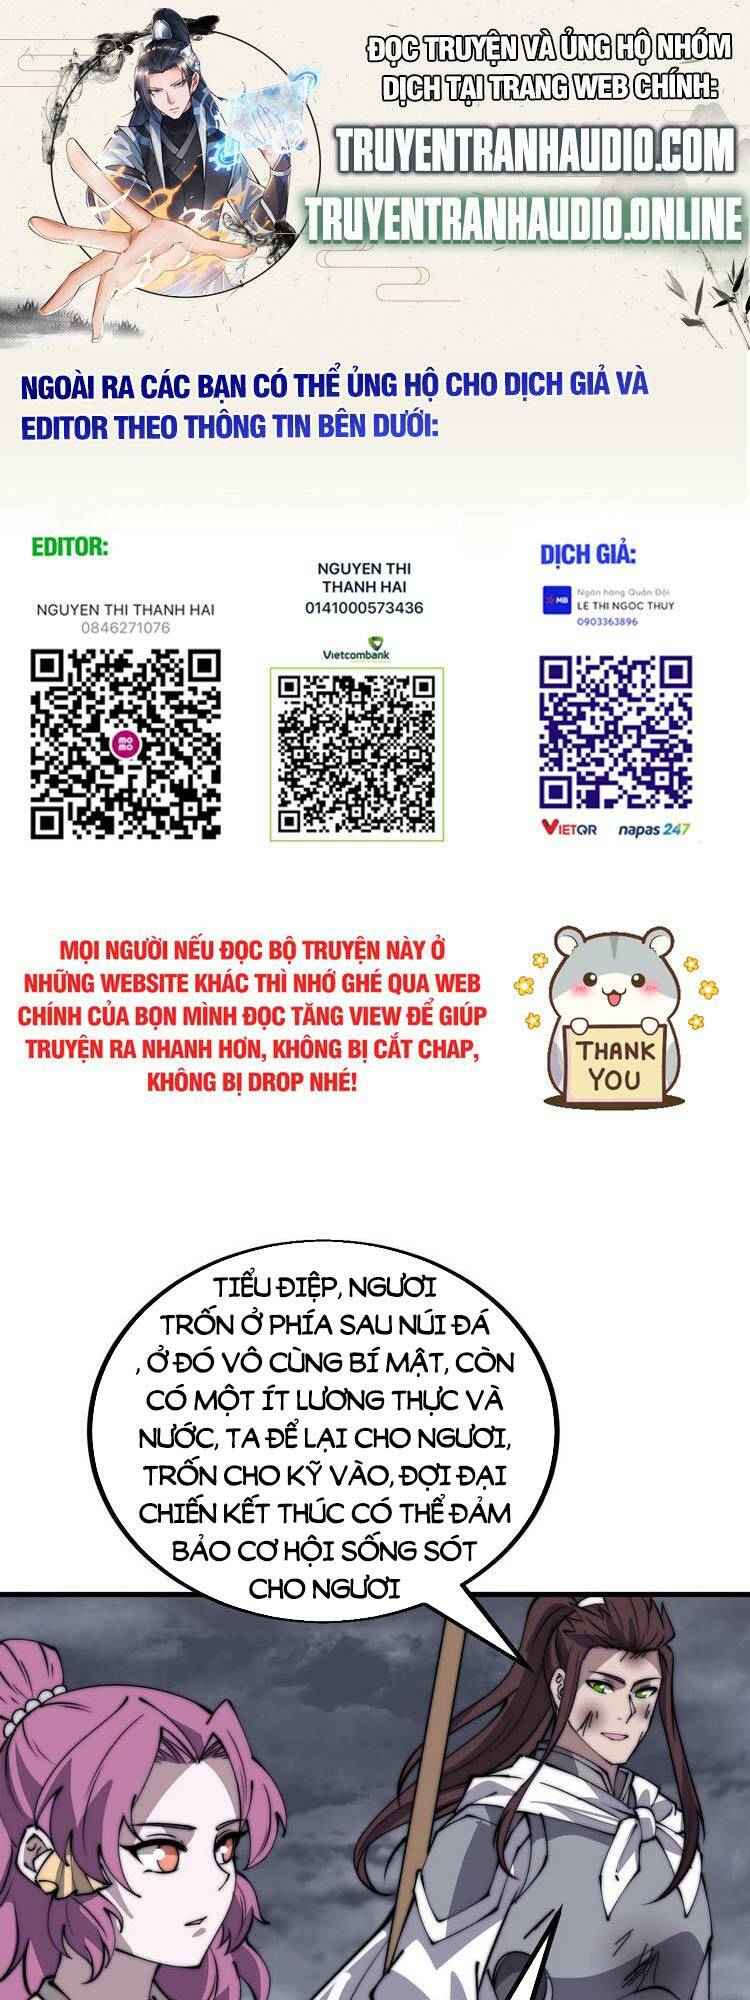 ĐỌC TRUYỆN VÀ ỦNG HỘ NHÓM
DỊCH TẠI TRANG WEB CHÍNH:
TRUYENTRANHAUDIO.COM
TRUYENTRANHAUDIO.ONLINE
NGOÀI RA CÁC BẠN CÓ THỂ ỦNG HỘ CHO DỊCH GIẢ VÀ
EDITOR THEO THÔNG TIN BÊN DƯỚI:
EDITOR:
NGUYEN THI THANH HAI
0846271076
mo
mo
NGUYEN THI
THANH HAI
0141000573436
Vietcombank
DỊCH GIẢ:
MB
Ngân hàng Quân Đội
LE THI NGOC THUY
0903363896
VIETQR napas 247
MỌI NGƯỜI NẾU ĐỌC BỘ TRUYỆN NÀY Ở
NHỮNG WEBSITE KHÁC THÌ NHỚ GHÉ QUA WEB
CHÍNH CỦA BỌN MÌNH ĐỌC TĂNG VIEW ĐỂ GIÚP
TRUYỆN RA NHANH HƠN, KHÔNG BỊ CẮT CHAP,
KHÔNG BỊ DROP NHÉ!
THANK
YOU
TIỂU ĐIỆP, NGƯƠI
TRỐN Ở PHÍA SAU NÚI ĐÁ
, Ở ĐÓ VÔ CÙNG BÍ MẬT, CÒN
CÓ MỘT ÍT LƯƠNG THỰC VÀ
NƯỚC, TA ĐỂ LẠI CHO NGƯƠI,
TRỐN CHO KỸ VÀO, ĐỢI ĐẠI
CHIẾN KẾT THÚC CÓ THỂ ĐẢM
BẢO CƠ HỘI SỐNG SÓT
CHO NGƯƠI